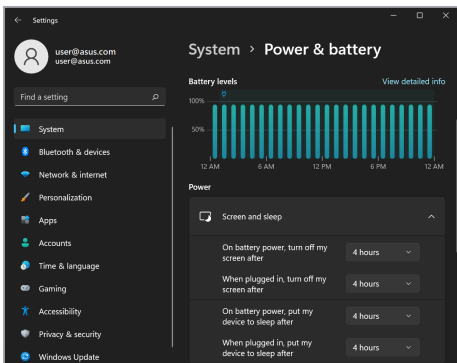 Settings
user@asus.com
user@asus.com
Find a setting
System
Bluetooth & devices
Network & internet
Personalization
Apps
Accounts
Time & language
Gaming
Accessibility
Privacy & security
Windows Update
System > Power & battery
Battery levels
View detailed info
100%
50%
12 AM 6 AM 12 PM 6 PM 12 AM
Power
Screen and sleep
On battery power, turn off my
screen after
4 hours
When plugged in, turn off my
screen after
4 hours
On battery power, put my
device to sleep after
4 hours
When plugged in, put my
device to sleep after
4 hours